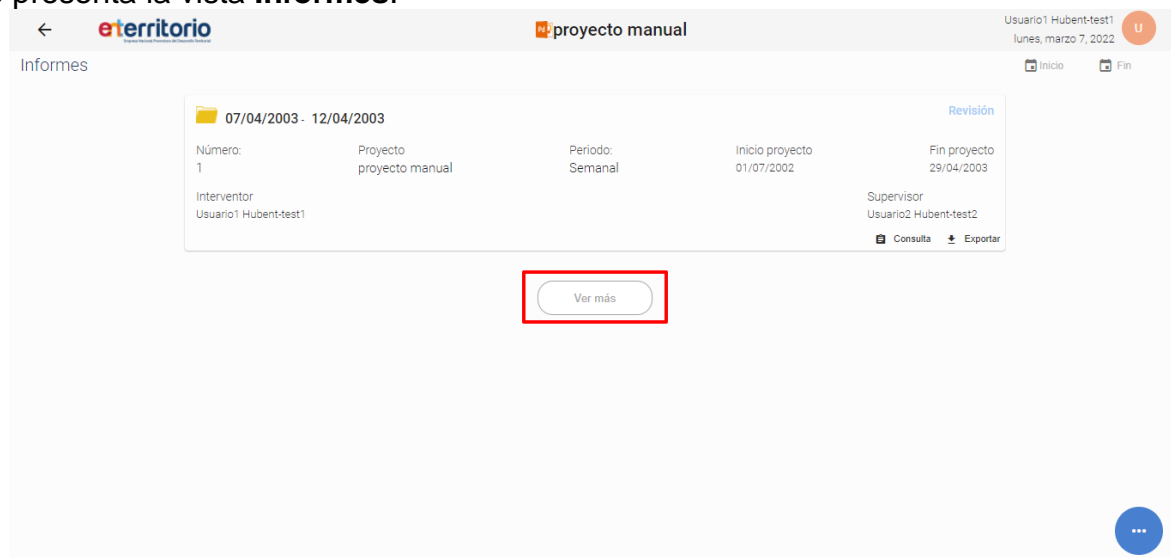 presenta la vista Informes.
Usuario1 Hubent-test1
eterritorio
proyecto manual
lunes, marzo 7, 2022
U
Informes
Inicio
Fin
07/04/2003 - 12/04/2003
Revisión
Número:
Proyecto
Periodo:
Inicio proyecto
Fin proyecto
1
proyecto manual
Semanal
01/07/2002
29/04/2003
Interventor
Supervisor
Usuario1 Hubent-test1
Usuario2 Hubent-test2
Consulta
Exportar
Ver más